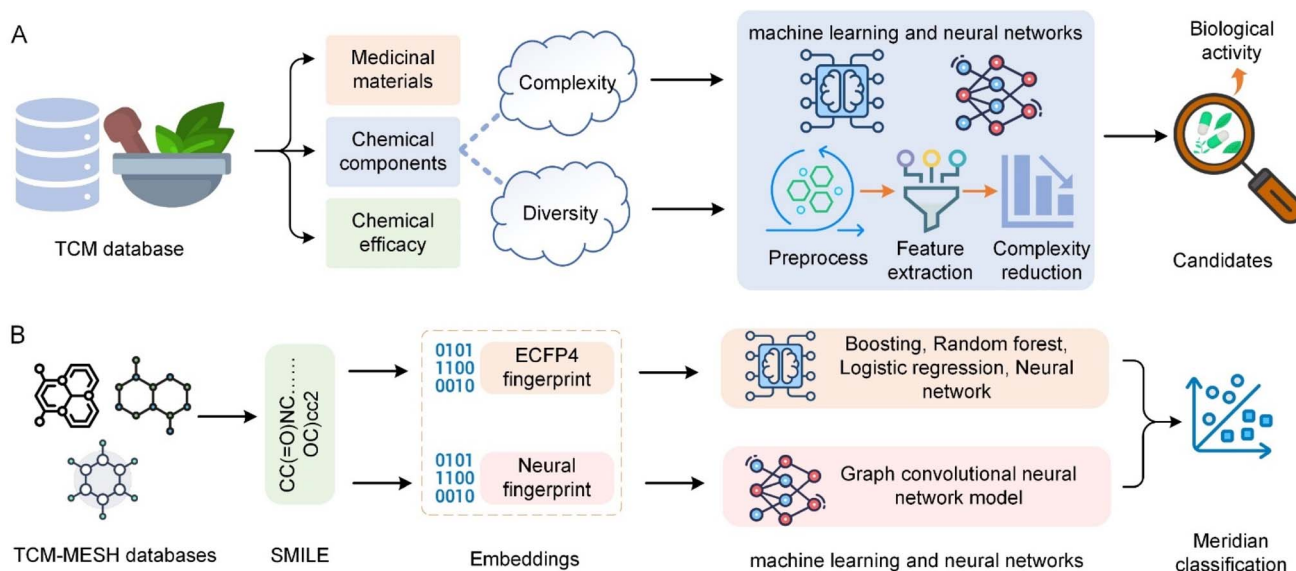 A
TCM database
Medicinal
materials
Chemical
components
Chemical
efficacy
Complexity
Diversity
machine learning and neural networks
Preprocess
Feature
extraction
Complexity
reduction
Biological
activity
Candidates
B
TCM-MESH databases
CC(=O)NC......
OC)cc2
SMILE
0101
1100
0010
ECFP4
fingerprint
0101
1100
0010
Neural
fingerprint
Embeddings
Boosting, Random forest,
Logistic regression, Neural
network
Graph convolutional neural
network model
machine learning and neural networks
Meridian
classification